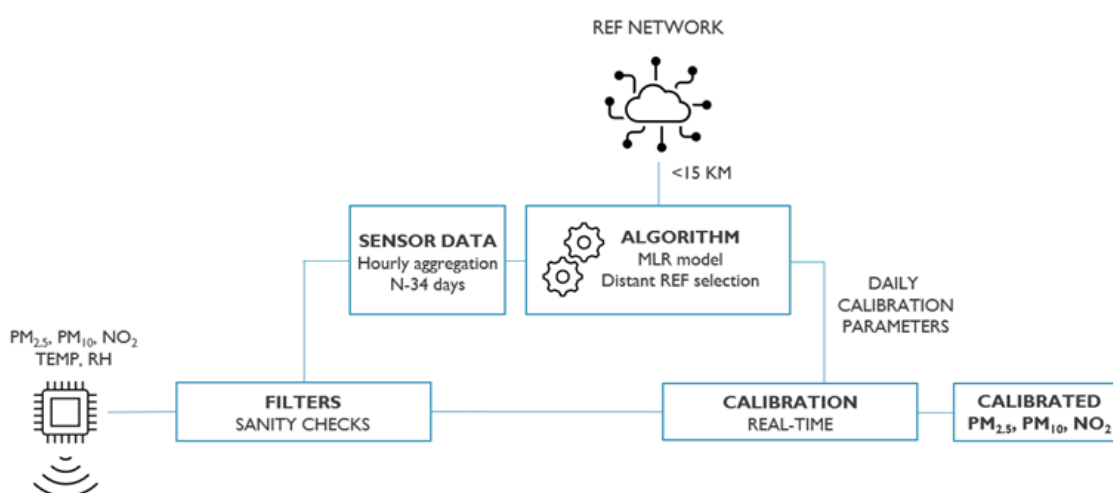 REF NETWORK
<15 KM
SENSOR DATA
Hourly aggregation
N-34 days
ALGORITHM
MLR model
Distant REF selection
DAILY
CALIBRATION
PARAMETERS
PM₂.₅, PM₁₀, NO₂
TEMP, RH
FILTERS
SANITY CHECKS
CALIBRATION
REAL-TIME
CALIBRATED
PM₂.₅, PM₁₀, NO₂